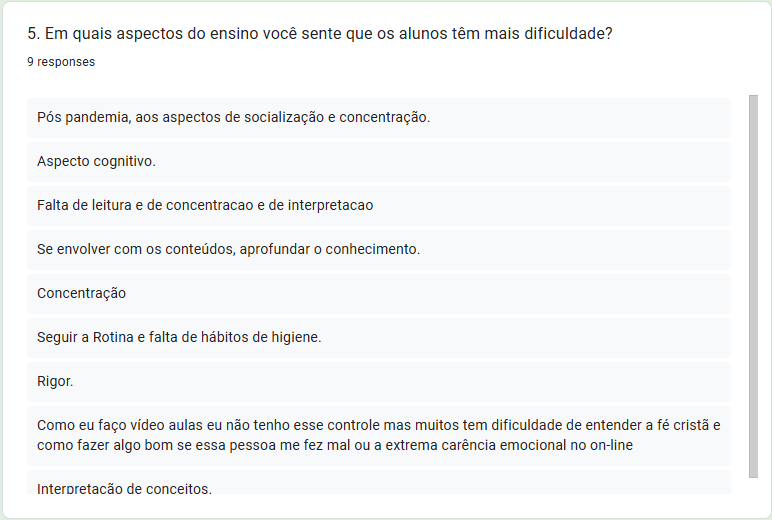 5. Em quais aspectos do ensino você sente que os alunos têm mais dificuldade?
9 responses
Pós pandemia, aos aspectos de socialização e concentração.
Aspecto cognitivo.
Falta de leitura e de concentracao e de interpretacao
Se envolver com os conteúdos, aprofundar o conhecimento.
Concentração
Seguir a Rotina e falta de hábitos de higiene.
Rigor.
Como eu faço vídeo aulas eu não tenho esse controle mas muitos tem dificuldade de entender a fé cristã e
como fazer algo bom se essa pessoa me fez mal ou a extrema carência emocional no on-line
Interpretação de conceitos.